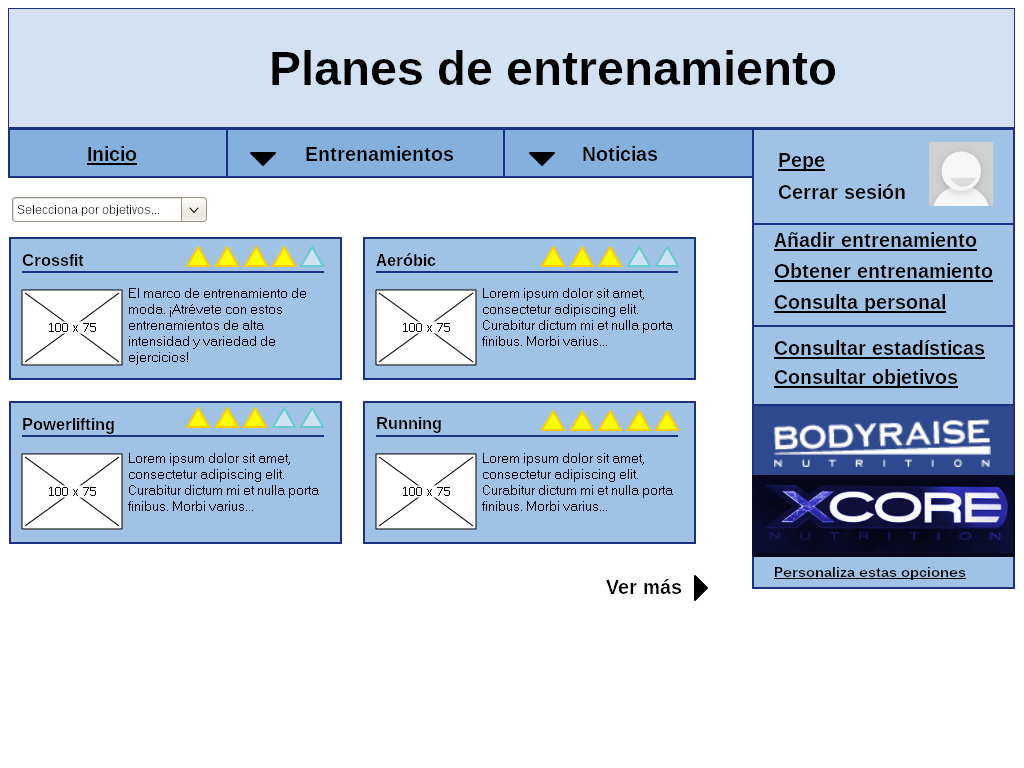 Planes de entrenamiento
Inicio
Entrenamientos
Noticias
Pepe
Cerrar sesión
Selecciona por objetivos...
Crossfit
El marco de entrenamiento de
moda. ¡Atrévete con estos
entrenamientos de alta
intensidad y variedad de
ejercicios!
100 x 75
Aeróbic
Lorem ipsum dolor sit amet,
consectetur adipiscing elit.
Curabitur dictum mi et nulla porta
finibus. Morbi varius...
100 x 75
Powerlifting
Lorem ipsum dolor sit amet,
consectetur adipiscing elit.
Curabitur dictum mi et nulla porta
finibus. Morbi varius...
100 x 75
Running
Lorem ipsum dolor sit amet,
consectetur adipiscing elit.
Curabitur dictum mi et nulla porta
finibus. Morbi varius...
100 x 75
Ver más
Añadir entrenamiento
Obtener entrenamiento
Consulta personal
Consultar estadísticas
Consultar objetivos
BODYRAISE
NUTRITION
XCORE
NUTRITION
Personaliza estas opciones